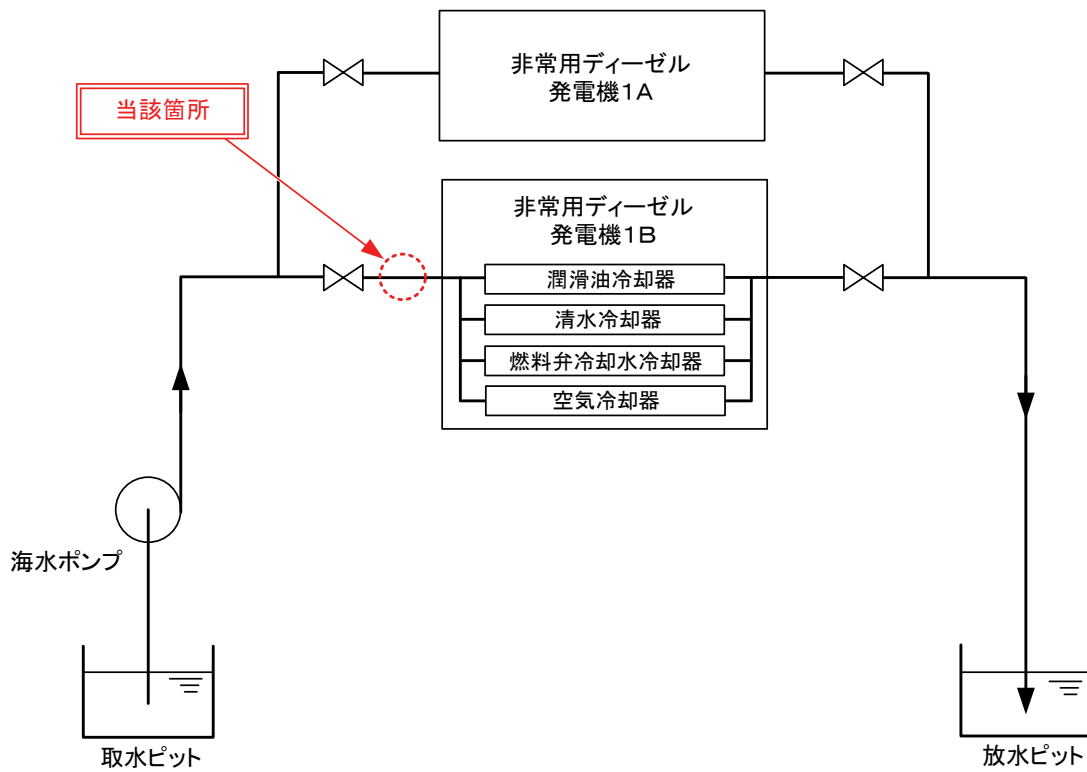 非常用ディーゼル
発電機1A
当該箇所
非常用ディーゼル
発電機1B
潤滑油冷却器
清水冷却器
燃料弁冷却水冷却器
空気冷却器
海水ポンプ
取水ピット
放水ピット